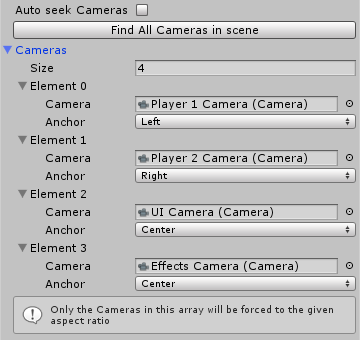 Auto seek Cameras
Find All Cameras in scene
Cameras
Size 4
Element 0
Camera Player 1 Camera (Camera)
Anchor Left
Element 1
Camera Player 2 Camera (Camera)
Anchor Right
Element 2
Camera UI Camera (Camera)
Anchor Center
Element 3
Camera Effects Camera (Camera)
Anchor Center
Only the Cameras in this array will be forced to the given
aspect ratio